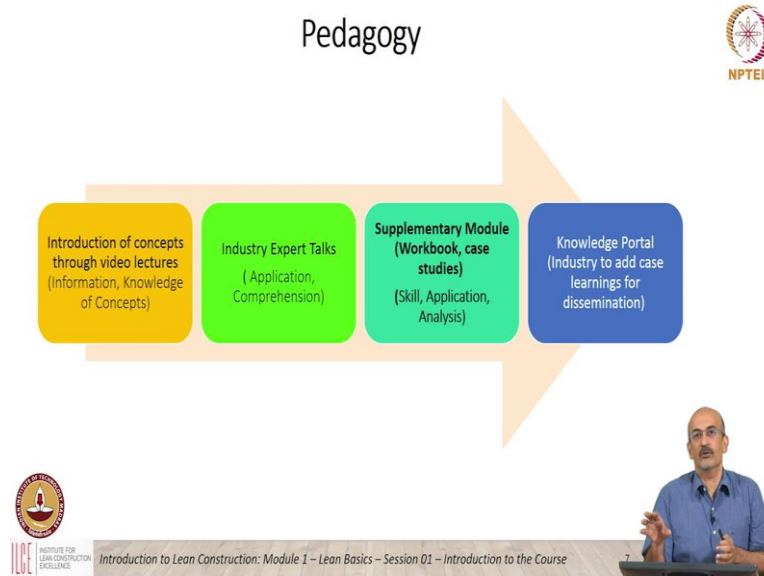 Pedagogy
NPTEL
Introduction of concepts
through video lectures
(Information, Knowledge
of Concepts)
Industry Expert Talks
( Application,
Comprehension)
Supplementary Module
(Workbook, case
studies)
(Skill, Application,
Analysis)
Knowledge Portal
(Industry to add case
learnings for
dissemination)
ILCE
INSTITUTE FOR
LEAN CONSTRUCTION
EXCELLENCE
Introduction to Lean Construction: Module 1 – Lean Basics – Session 01 – Introduction to the Course
7